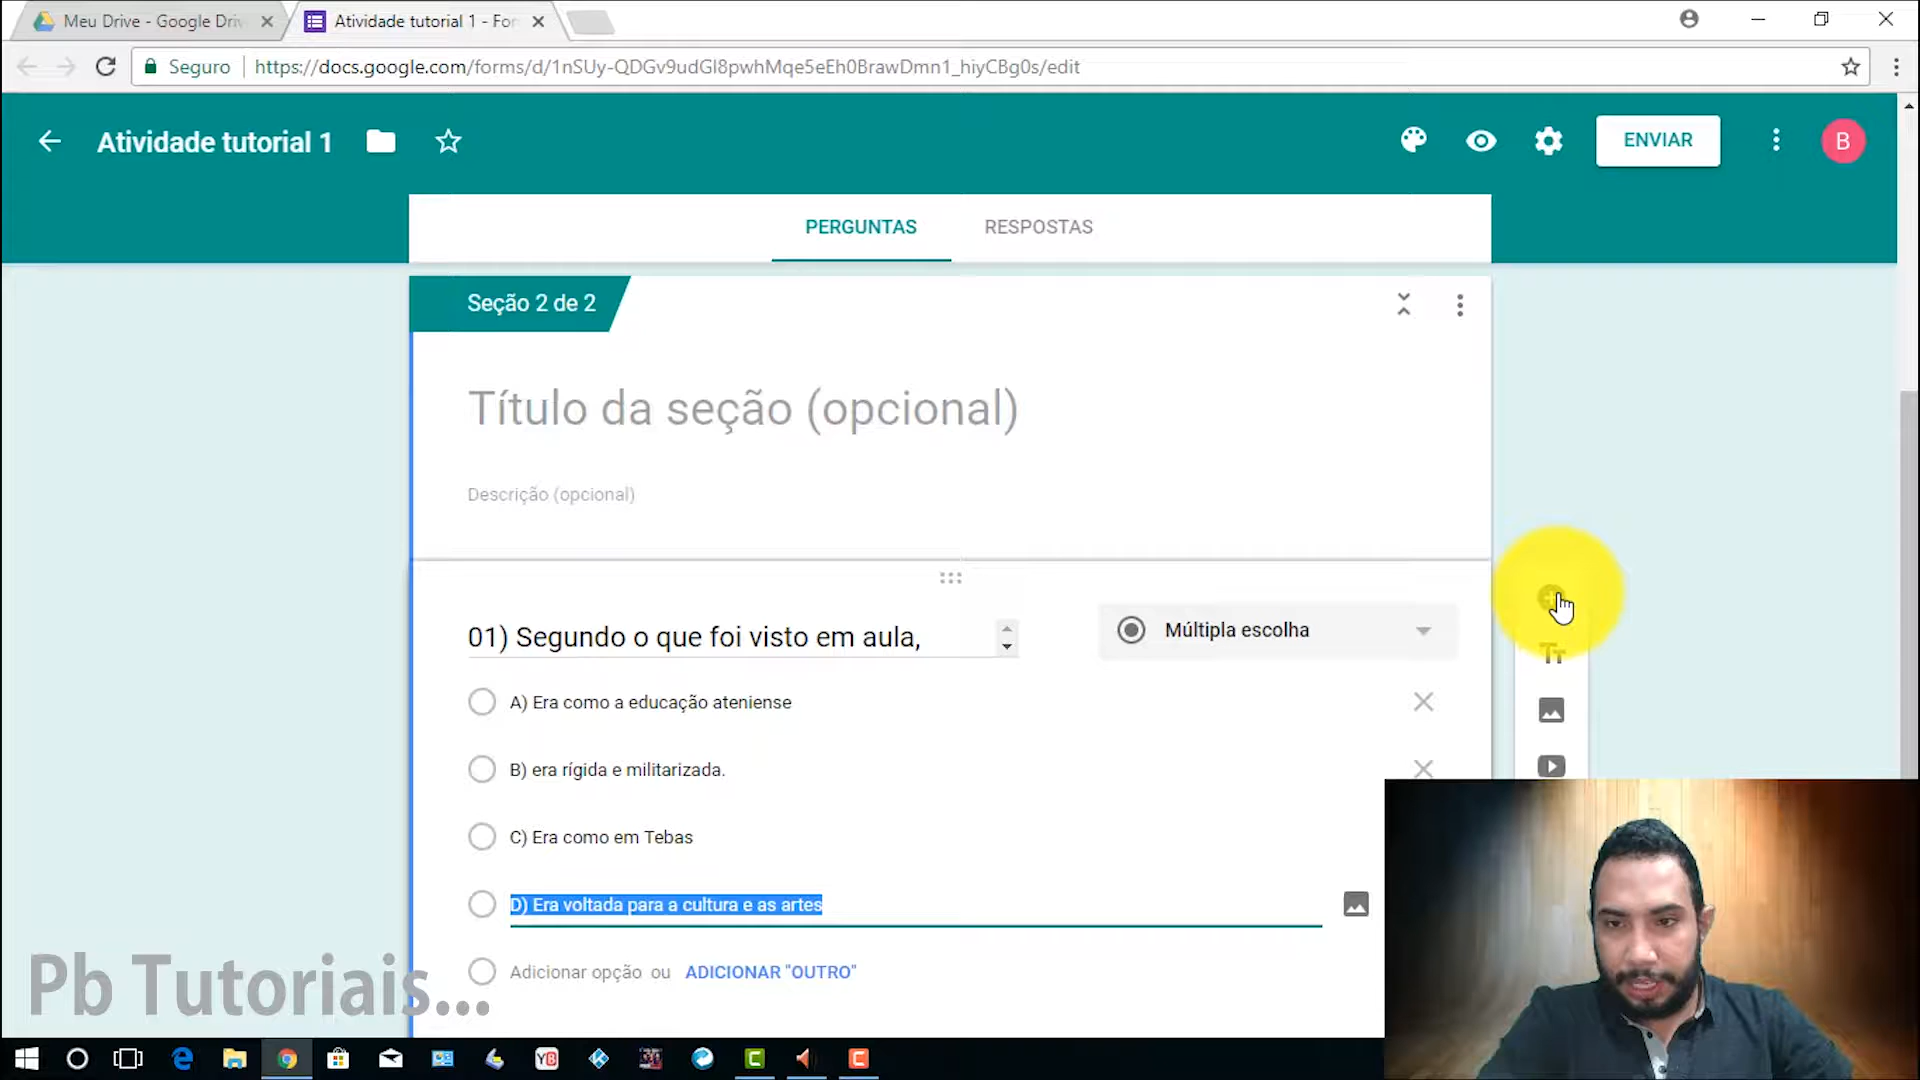 Meu Drive - Google Driv
Atividade tutorial 1 - For
Seguro
https://docs.google.com/forms/d/1nSUy-QDGv9udGl8pwhMqe5eEh0BrawDmn1_hiyCBg0s/edit
Atividade tutorial 1
ENVIAR
B
PERGUNTAS
RESPOSTAS
Seção 2 de 2
Título da seção (opcional)
Descrição (opcional)
01) Segundo o que foi visto em aula,
Múltipla escolha
Tт
A) Era como a educação ateniense
B) era rígida e militarizada.
C) Era como em Tebas
D) Era voltada para a cultura e as artes
Adicionar opção ou ADICIONAR "OUTRO"
Pb Tutoriais...
YB
C
C